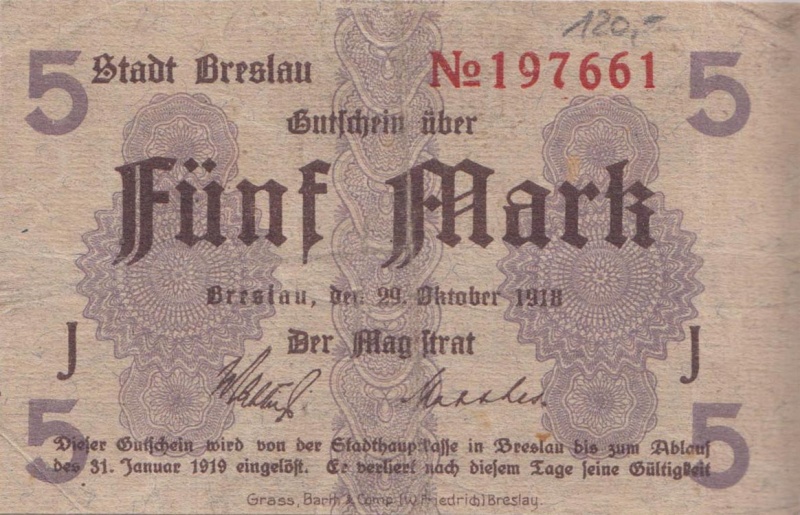 120,-
5 Stadt Breslau No 197661 5
Gutschein über
Fünf Mark
Breslau, den 29. Oktober 1918
J Der Magistrat J
5 5
Dieser Gutschein wird von der Stadthauptkasse in Breslau bis zum Ablauf
des 31. Januar 1919 eingelöst. Er verliert nach diesem Tage seine Gültigkeit
Grass, Barth & Comp. (W. Friedrich) Breslau.